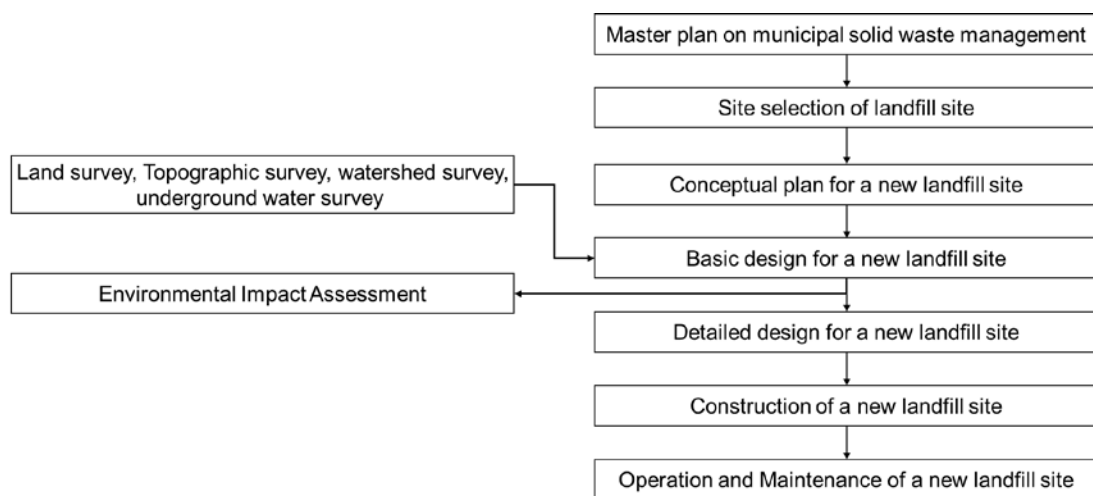 Master plan on municipal solid waste management
Site selection of landfill site
Land survey, Topographic survey, watershed survey,
underground water survey
Conceptual plan for a new landfill site
Basic design for a new landfill site
Environmental Impact Assessment
Detailed design for a new landfill site
Construction of a new landfill site
Operation and Maintenance of a new landfill site